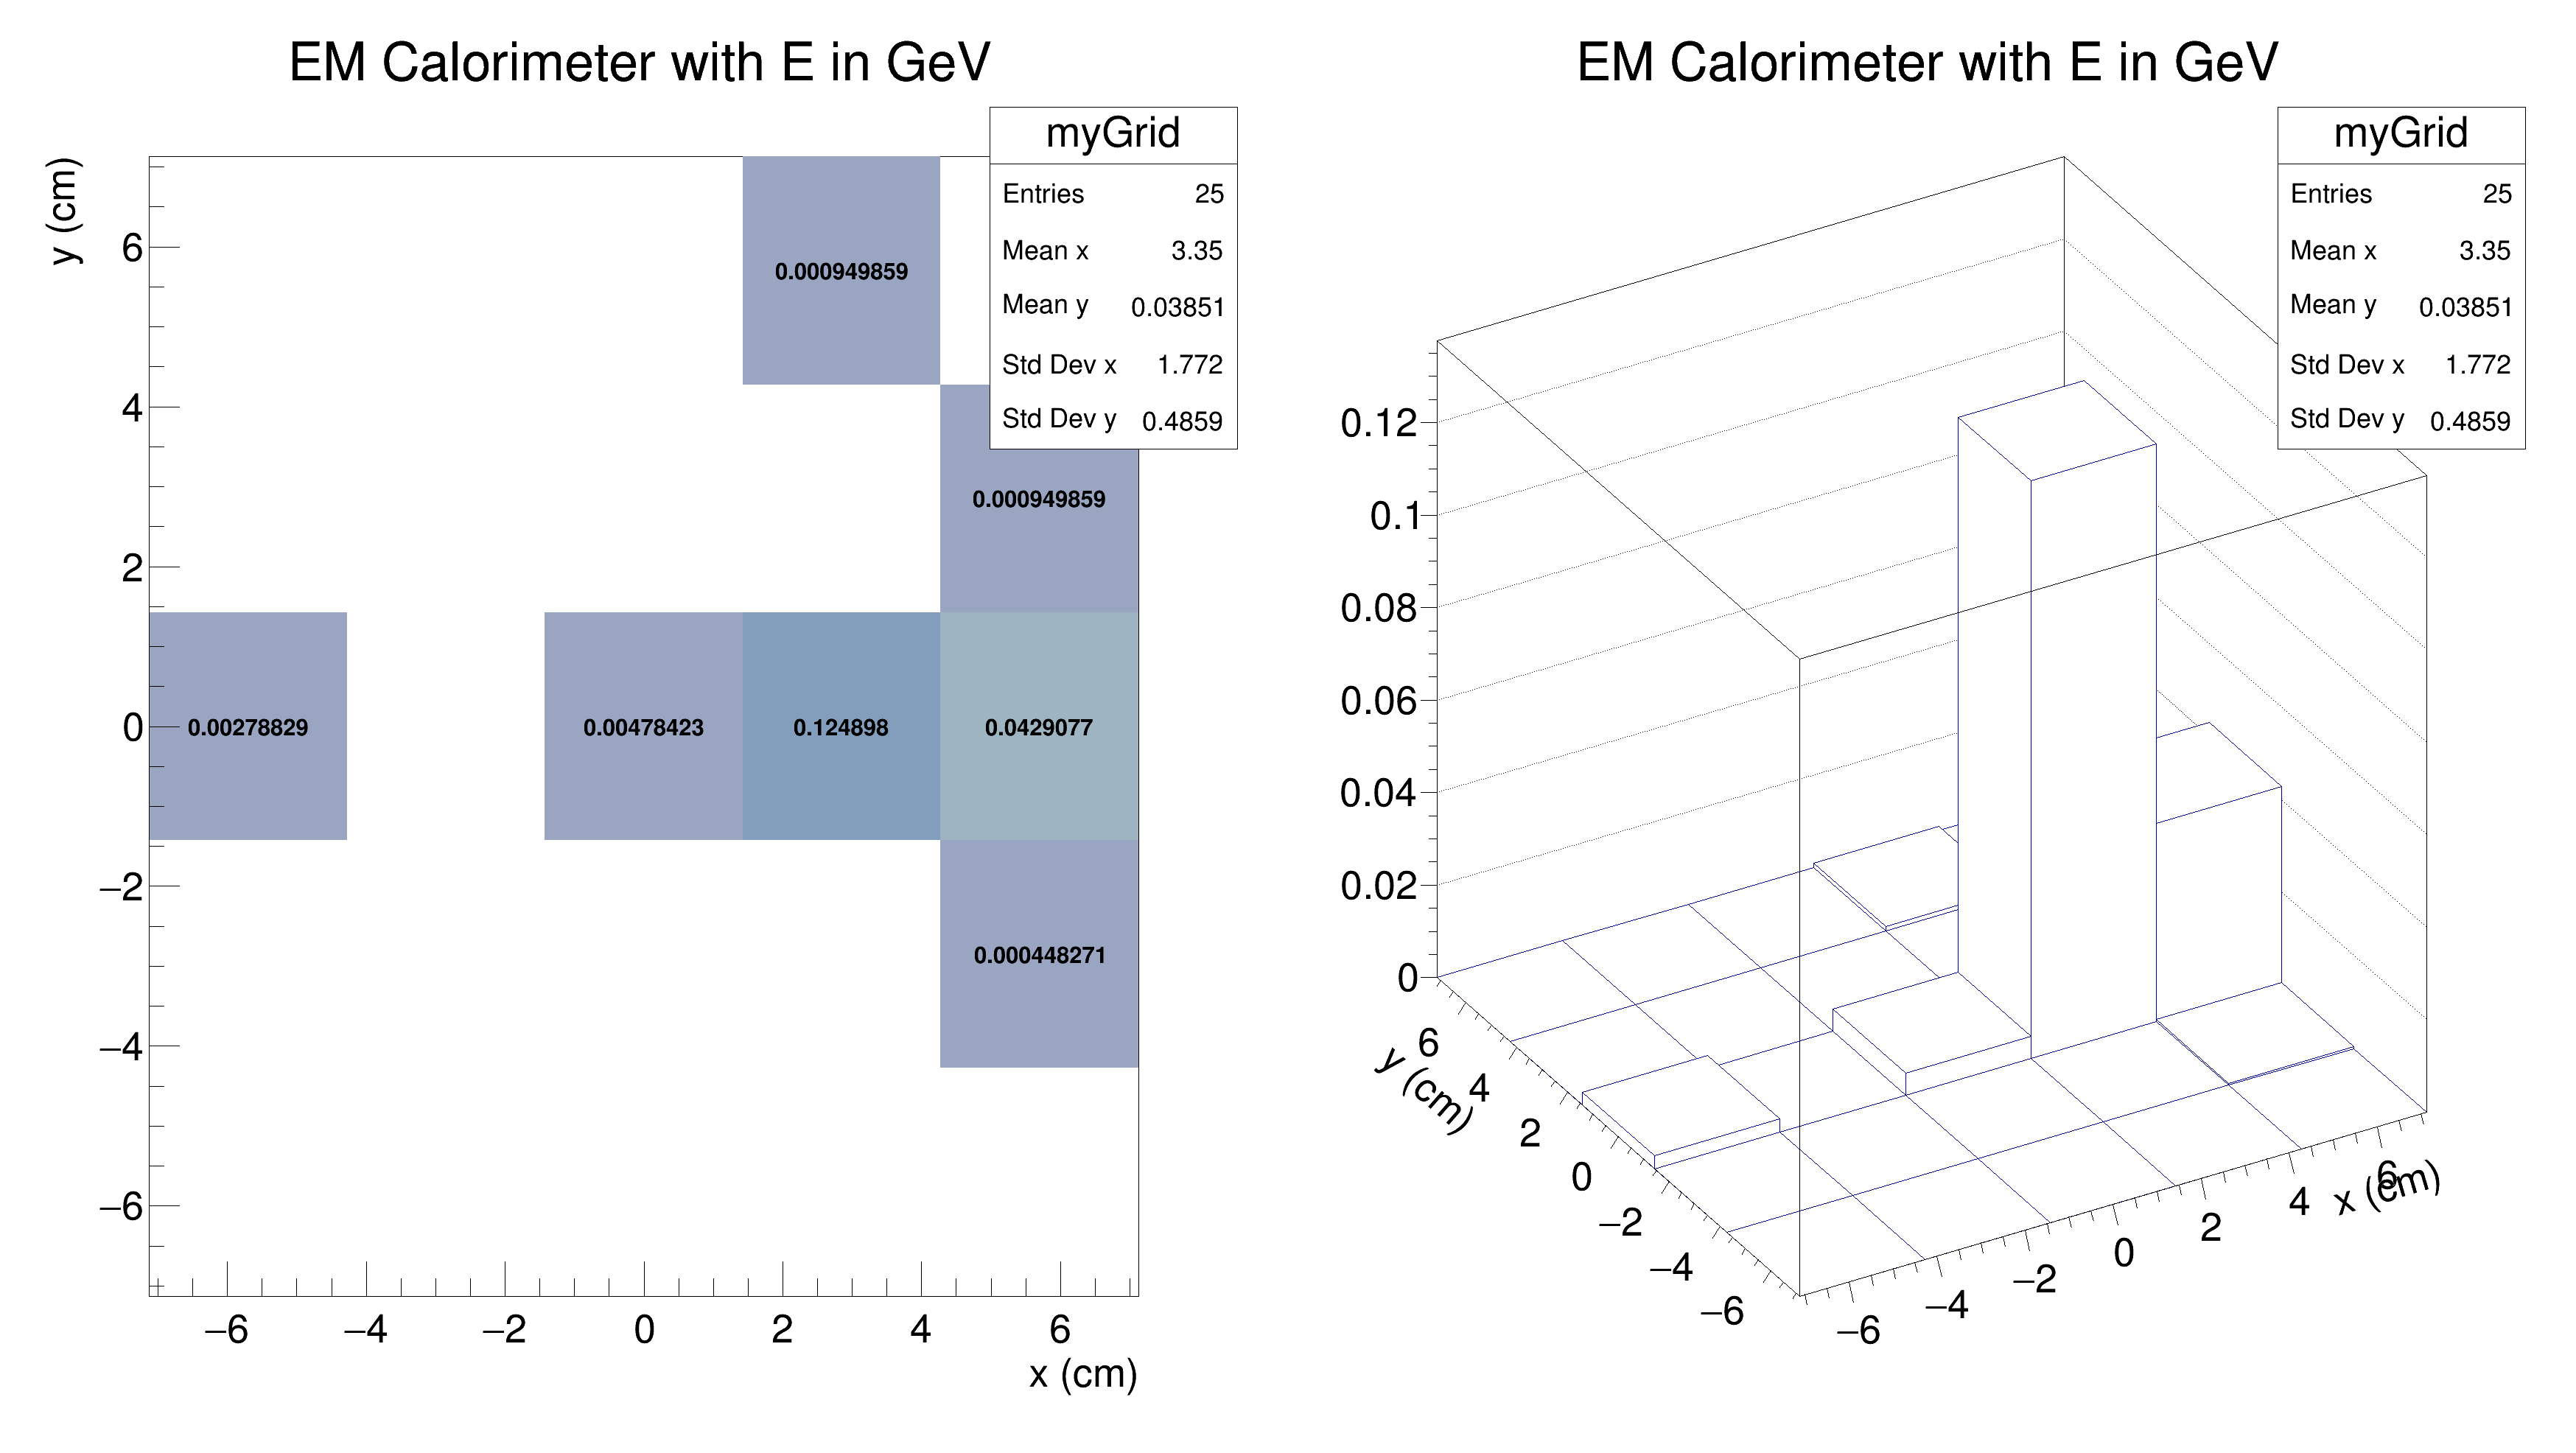 EM Calorimeter with E in GeV
myGrid
Entries 25
Mean x 3.35
Mean y 0.03851
Std Dev x 1.772
Std Dev y 0.4859
y (cm)
6
4
2
0
−2
−4
−6
0.000949859
0.000949859
0.00278829 0.00478423 0.124898 0.0429077
0.000448271
−6 −4 −2 0 2 4 6
x (cm)
EM Calorimeter with E in GeV
myGrid
Entries 25
Mean x 3.35
Mean y 0.03851
Std Dev x 1.772
Std Dev y 0.4859
0.12
0.1
0.08
0.06
0.04
0.02
0
y (cm)
6
4
2
0
−2
−4
−6
−6 −4 −2 0 2 4 6
x (cm)